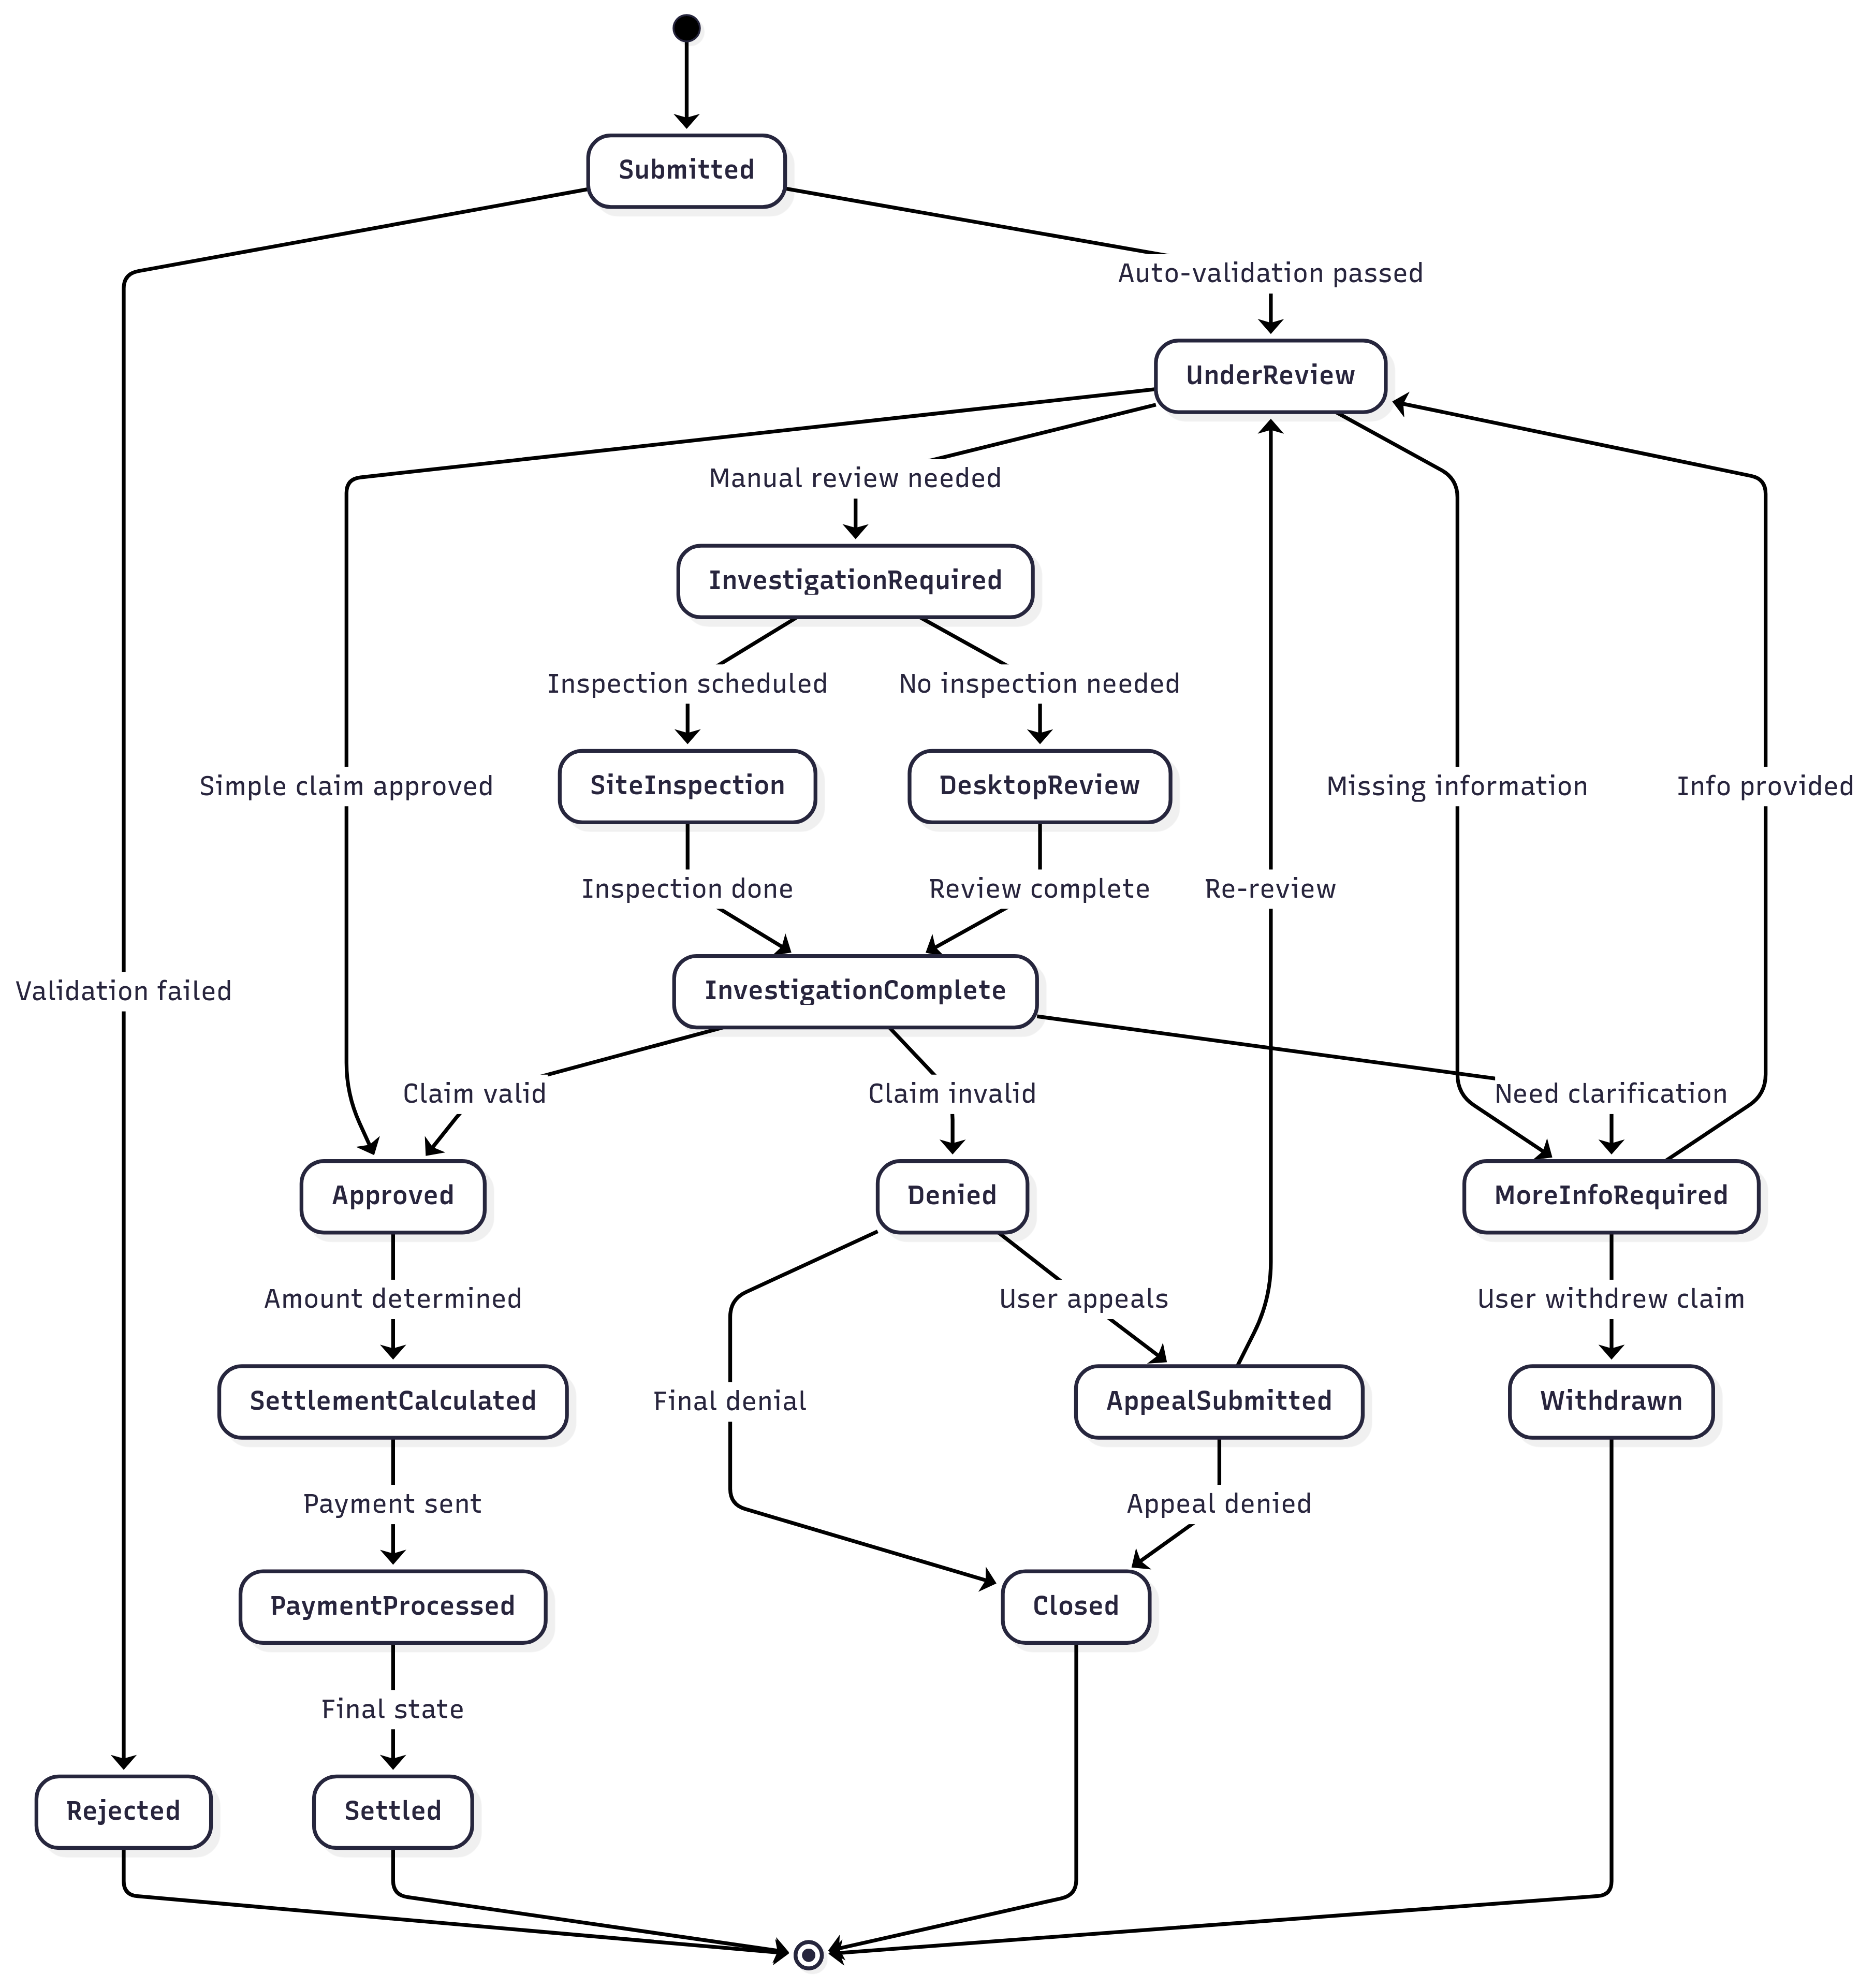 Submitted
Auto-validation passed
UnderReview
Manual review needed
InvestigationRequired
Inspection scheduled
No inspection needed
Simple claim approved
SiteInspection
DesktopReview
Missing information
Info provided
Inspection done
Review complete
Re-review
Validation failed
InvestigationComplete
Claim valid
Claim invalid
Need clarification
Approved
Denied
MoreInfoRequired
Amount determined
User appeals
User withdrew claim
SettlementCalculated
Final denial
AppealSubmitted
Withdrawn
Payment sent
Appeal denied
PaymentProcessed
Closed
Final state
Rejected
Settled